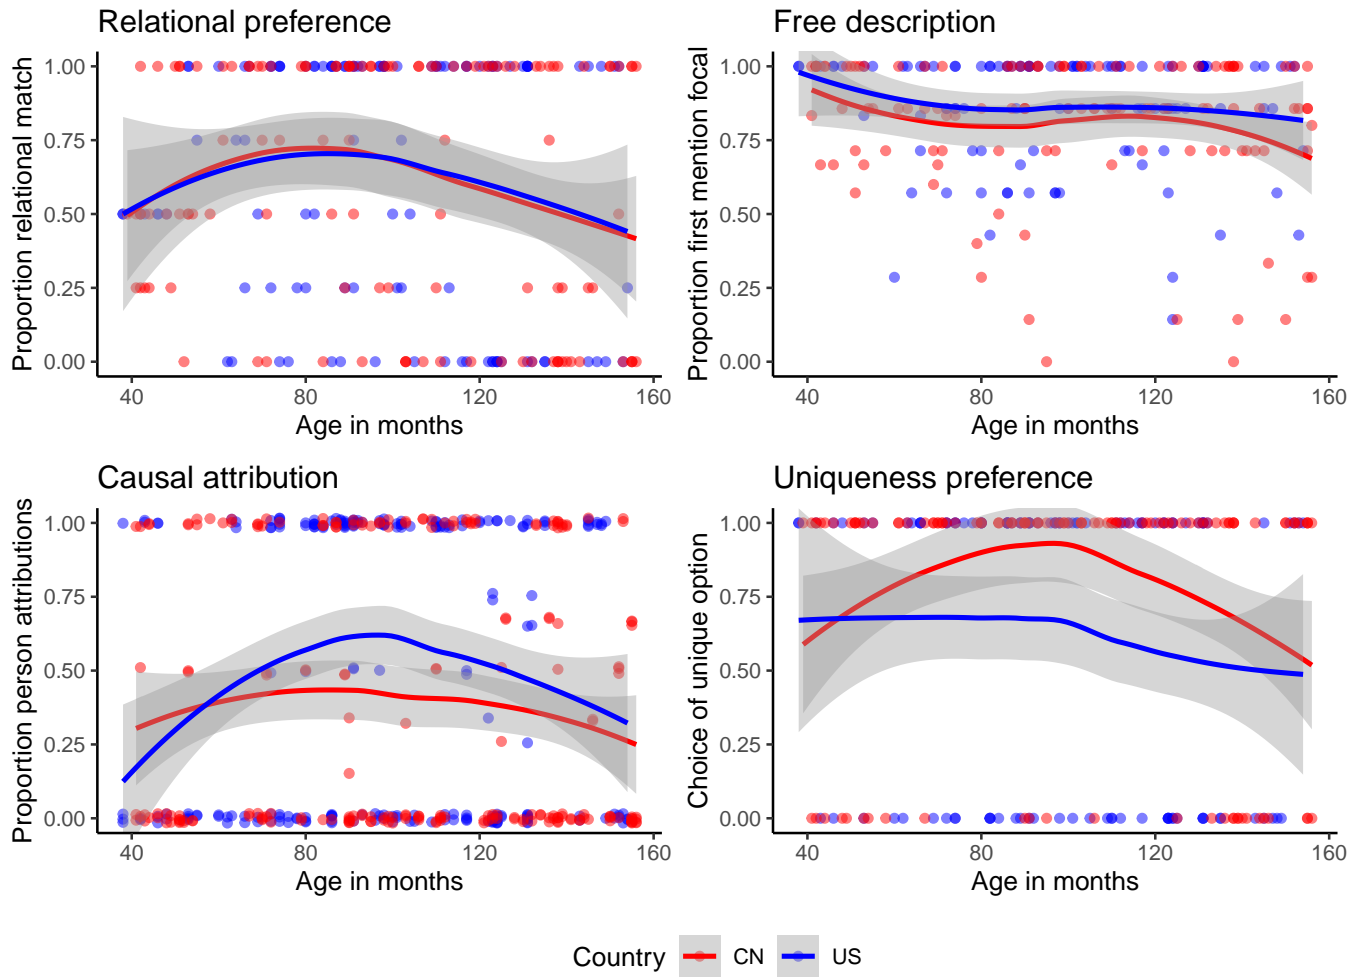 Relational preference
Proportion relational match
1.00
0.75
0.50
0.25
0.00
40
80
120
160
Age in months
Free description
Proportion first mention focal
1.00
0.75
0.50
0.25
0.00
40
80
120
160
Age in months
Causal attribution
Proportion person attributions
1.00
0.75
0.50
0.25
0.00
40
80
120
160
Age in months
Uniqueness preference
Choice of unique option
1.00
0.75
0.50
0.25
0.00
40
80
120
160
Age in months
Country CN US